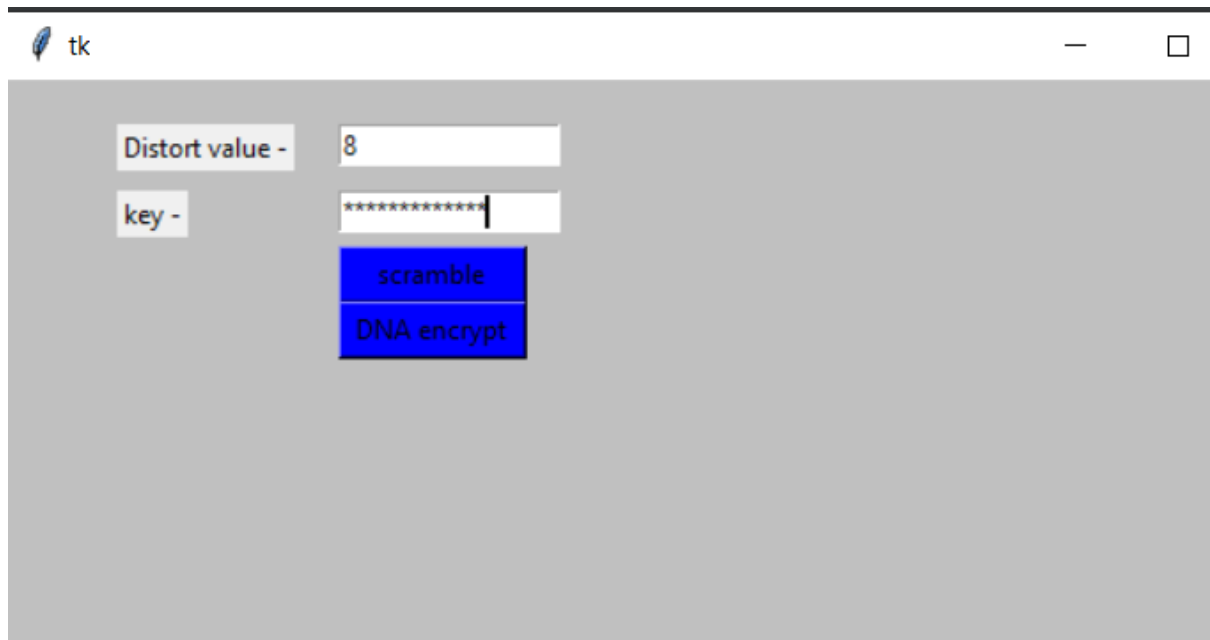 tk
Distort value - 8
key - *************
scramble
DNA encrypt